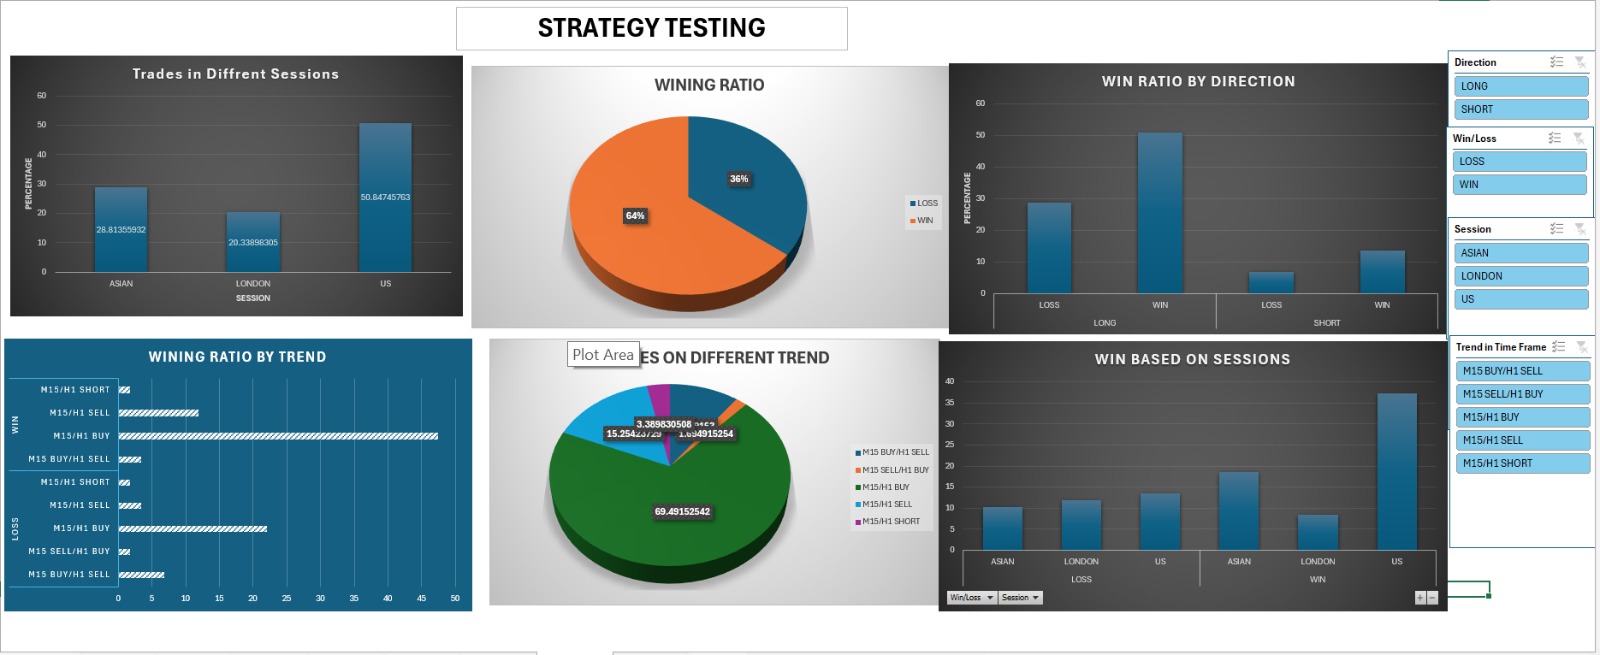 STRATEGY TESTING
Trades in Diffrent Sessions
60
50
40
30
20
10
0
PERCENTAGE
28.81355932
20.33898305
50.84745763
ASIAN
LONDON
US
SESSION
WINING RATIO
36%
64%
LOSS
WIN
WIN RATIO BY DIRECTION
60
50
40
30
20
10
0
PERCENTAGE
LOSS
WIN
LOSS
WIN
LONG
SHORT
Direction
LONG
SHORT
Win/Loss
LOSS
WIN
Session
ASIAN
LONDON
US
Trend in Time Frame
M15 BUY/H1 SELL
M15 SELL/H1 BUY
M15/H1 BUY
M15/H1 SELL
M15/H1 SHORT
WINING RATIO BY TREND
WIN
M15/H1 SHORT
M15/H1 SELL
M15/H1 BUY
M15 BUY/H1 SELL
LOSS
M15/H1 SHORT
M15/H1 SELL
M15/H1 BUY
M15 SELL/H1 BUY
M15 BUY/H1 SELL
0 5 10 15 20 25 30 35 40 45 50
Plot Area
ES ON DIFFERENT TREND
3.389830508
15.25423729
1.694915254
69.49152542
M15 BUY/H1 SELL
M15 SELL/H1 BUY
M15/H1 BUY
M15/H1 SELL
M15/H1 SHORT
WIN BASED ON SESSIONS
40
35
30
25
20
15
10
5
0
ASIAN
LONDON
US
ASIAN
LONDON
US
LOSS
WIN
Win/Loss
Session
+ −